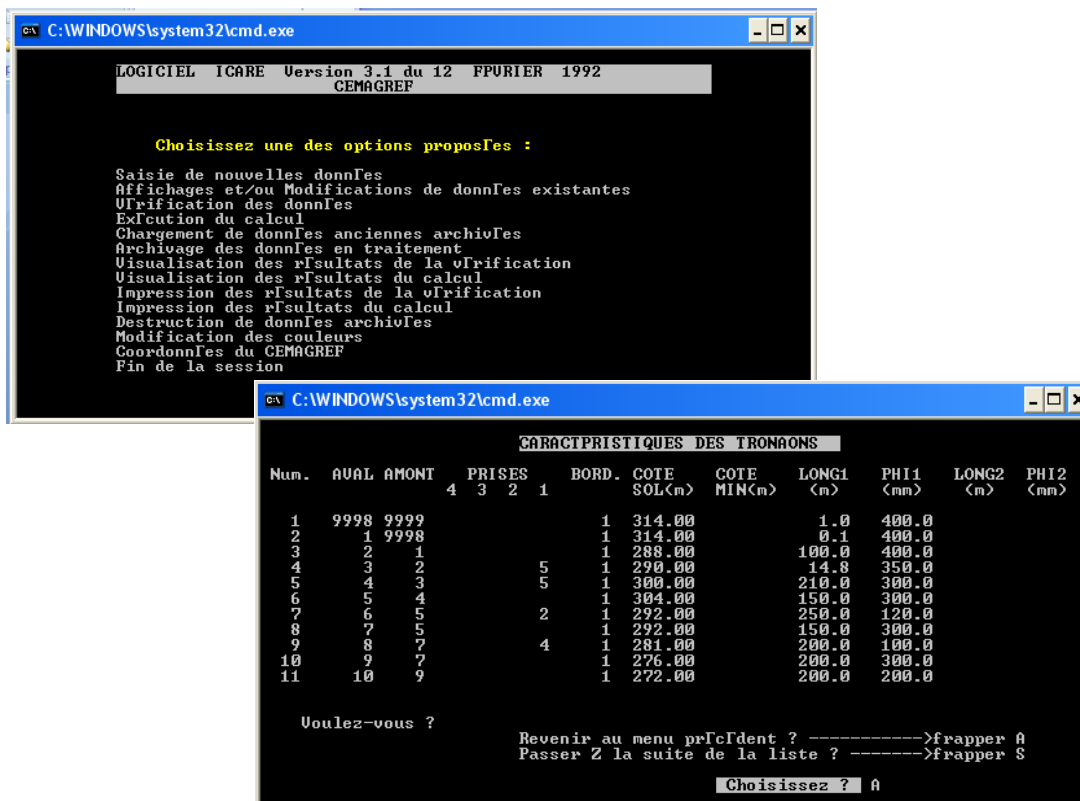 C:\WINDOWS\system32\cmd.exe
LOGICIEL ICARE Version 3.1 du 12 FPVRIER 1992
CEMAGREF
Choisissez une des options proposΓes :
Saisie de nouvelles donnΓes
Affichages et/ou Modifications de donnΓes existantes
VΓrification des donnΓes
ExΓcution du calcul
Chargement de donnΓes anciennes archivΓes
Archivage des donnΓes en traitement
Visualisation des rΓsultats de la vΓrification
Visualisation des rΓsultats du calcul
Impression des rΓsultats de la vΓrification
Impression des rΓsultats du calcul
Destruction de donnΓes archivΓes
Modification des couleurs
CoordonnΓes du CEMAGREF
Fin de la session
C:\WINDOWS\system32\cmd.exe
CARACTPRISTIQUES DES TRONAONS
Num. AVAL AMONT PRISES BORD. COTE COTE LONG1 PHI1 LONG2 PHI2
4 3 2 1 SOL(m) MIN(m) (m) (mm) (m) (mm)
1 9998 9999 1 314.00 1.0 400.0
2 1 9998 1 314.00 0.1 400.0
3 2 1 1 288.00 100.0 400.0
4 3 2 5 1 290.00 14.8 350.0
5 4 3 5 1 300.00 210.0 300.0
6 5 4 1 304.00 150.0 300.0
7 6 5 2 1 292.00 250.0 120.0
8 7 5 1 292.00 150.0 300.0
9 8 7 4 1 281.00 200.0 100.0
10 9 7 1 276.00 200.0 300.0
11 10 9 1 272.00 200.0 200.0
Voulez-vous ?
Revenir au menu prΓcΓdent ? ----------->frapper A
Passer Z la suite de la liste ? ------->frapper S
Choisissez ? A